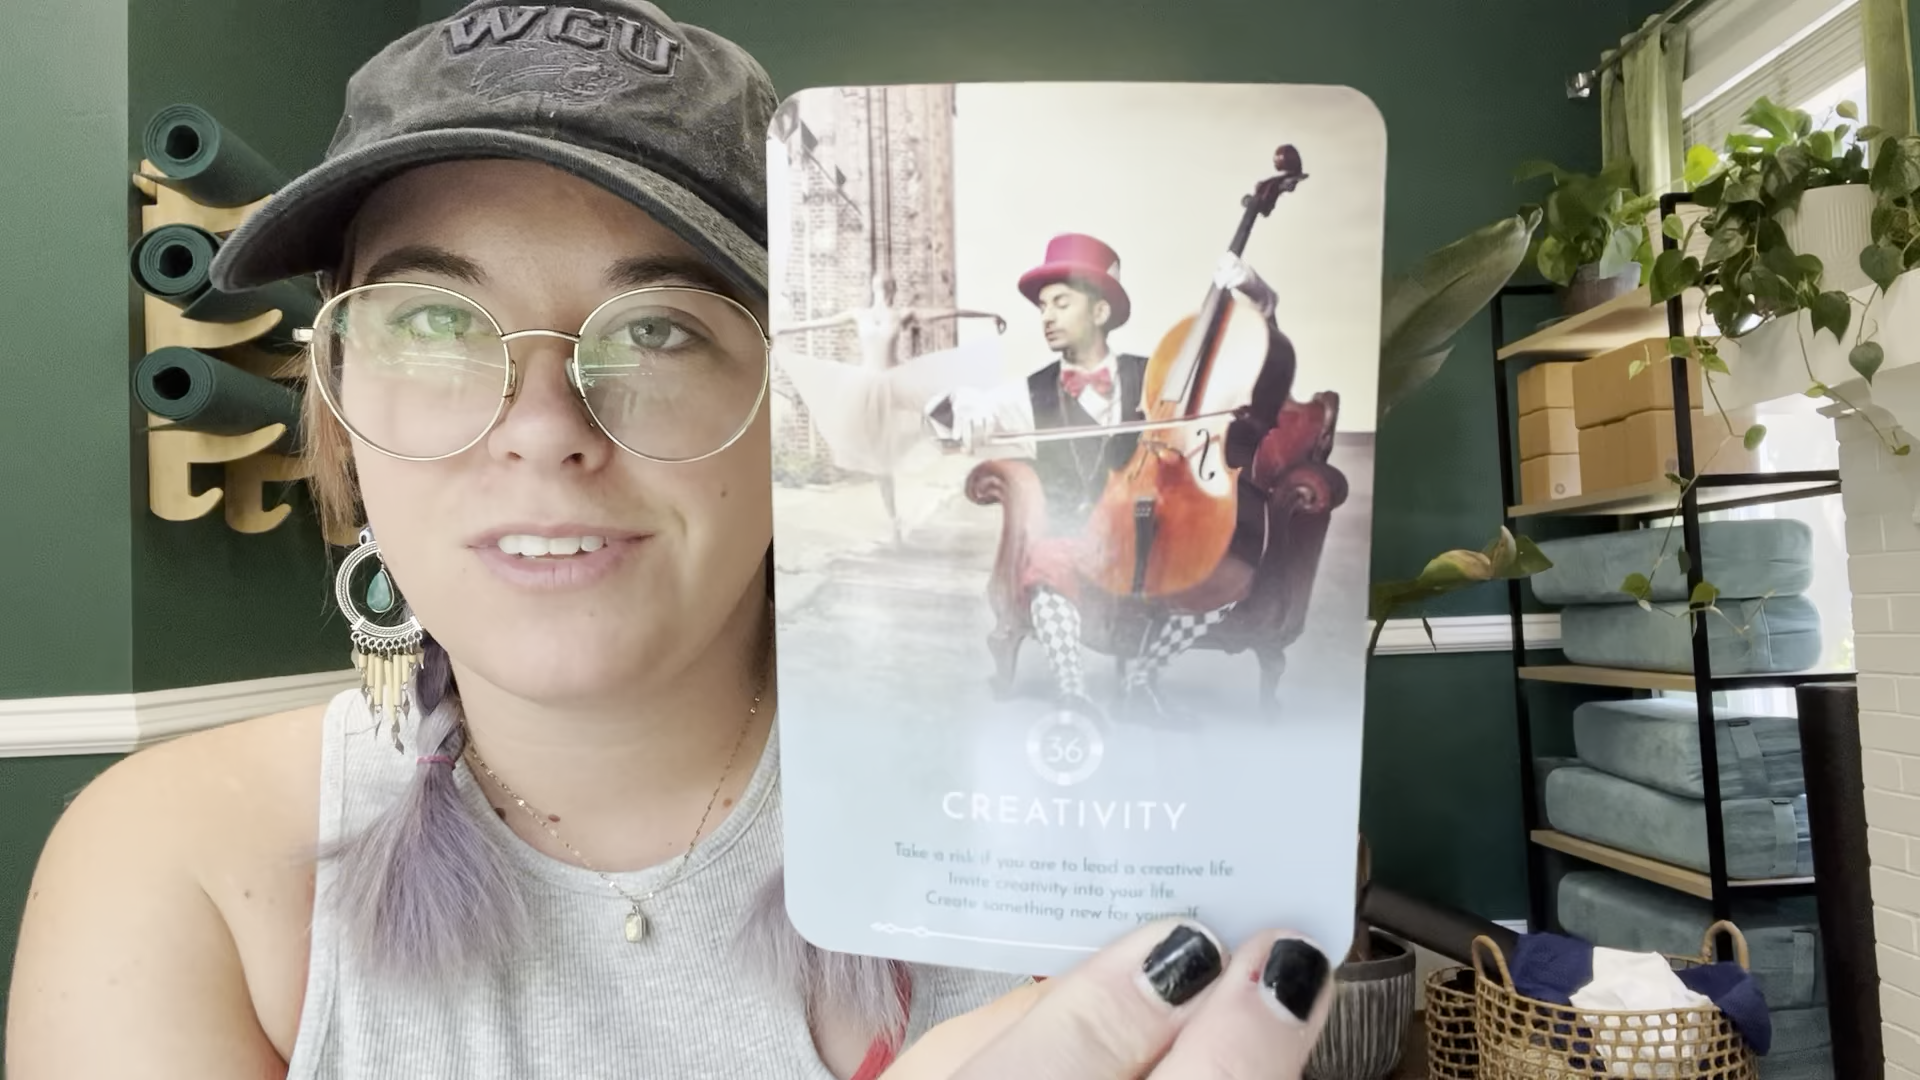 WCU
36
CREATIVITY
Take a risk if you are to lead a creative life
Invite creativity into your life
Create something new for yourself